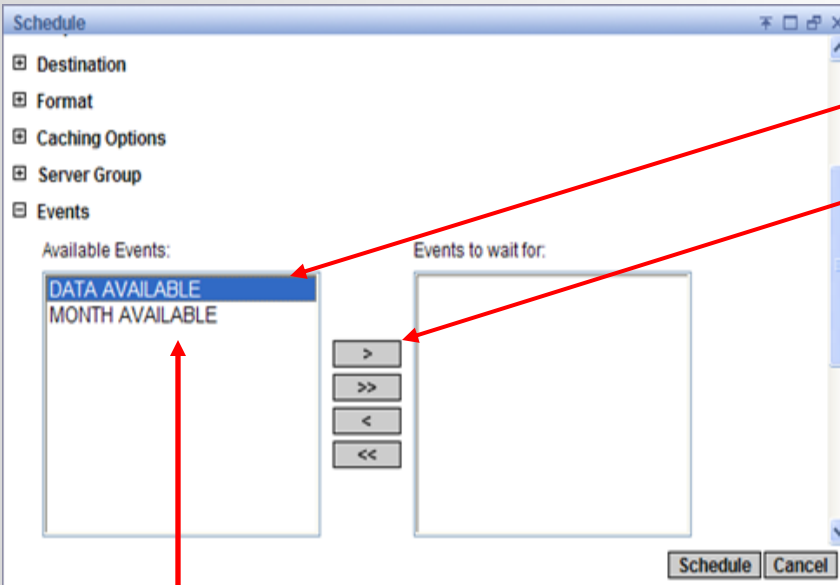 Schedule
Destination
Format
Caching Options
Server Group
Events
Available Events:
Events to wait for:
DATA AVAILABLE
MONTH AVAILABLE
>
>>
<
<<
Schedule
Cancel